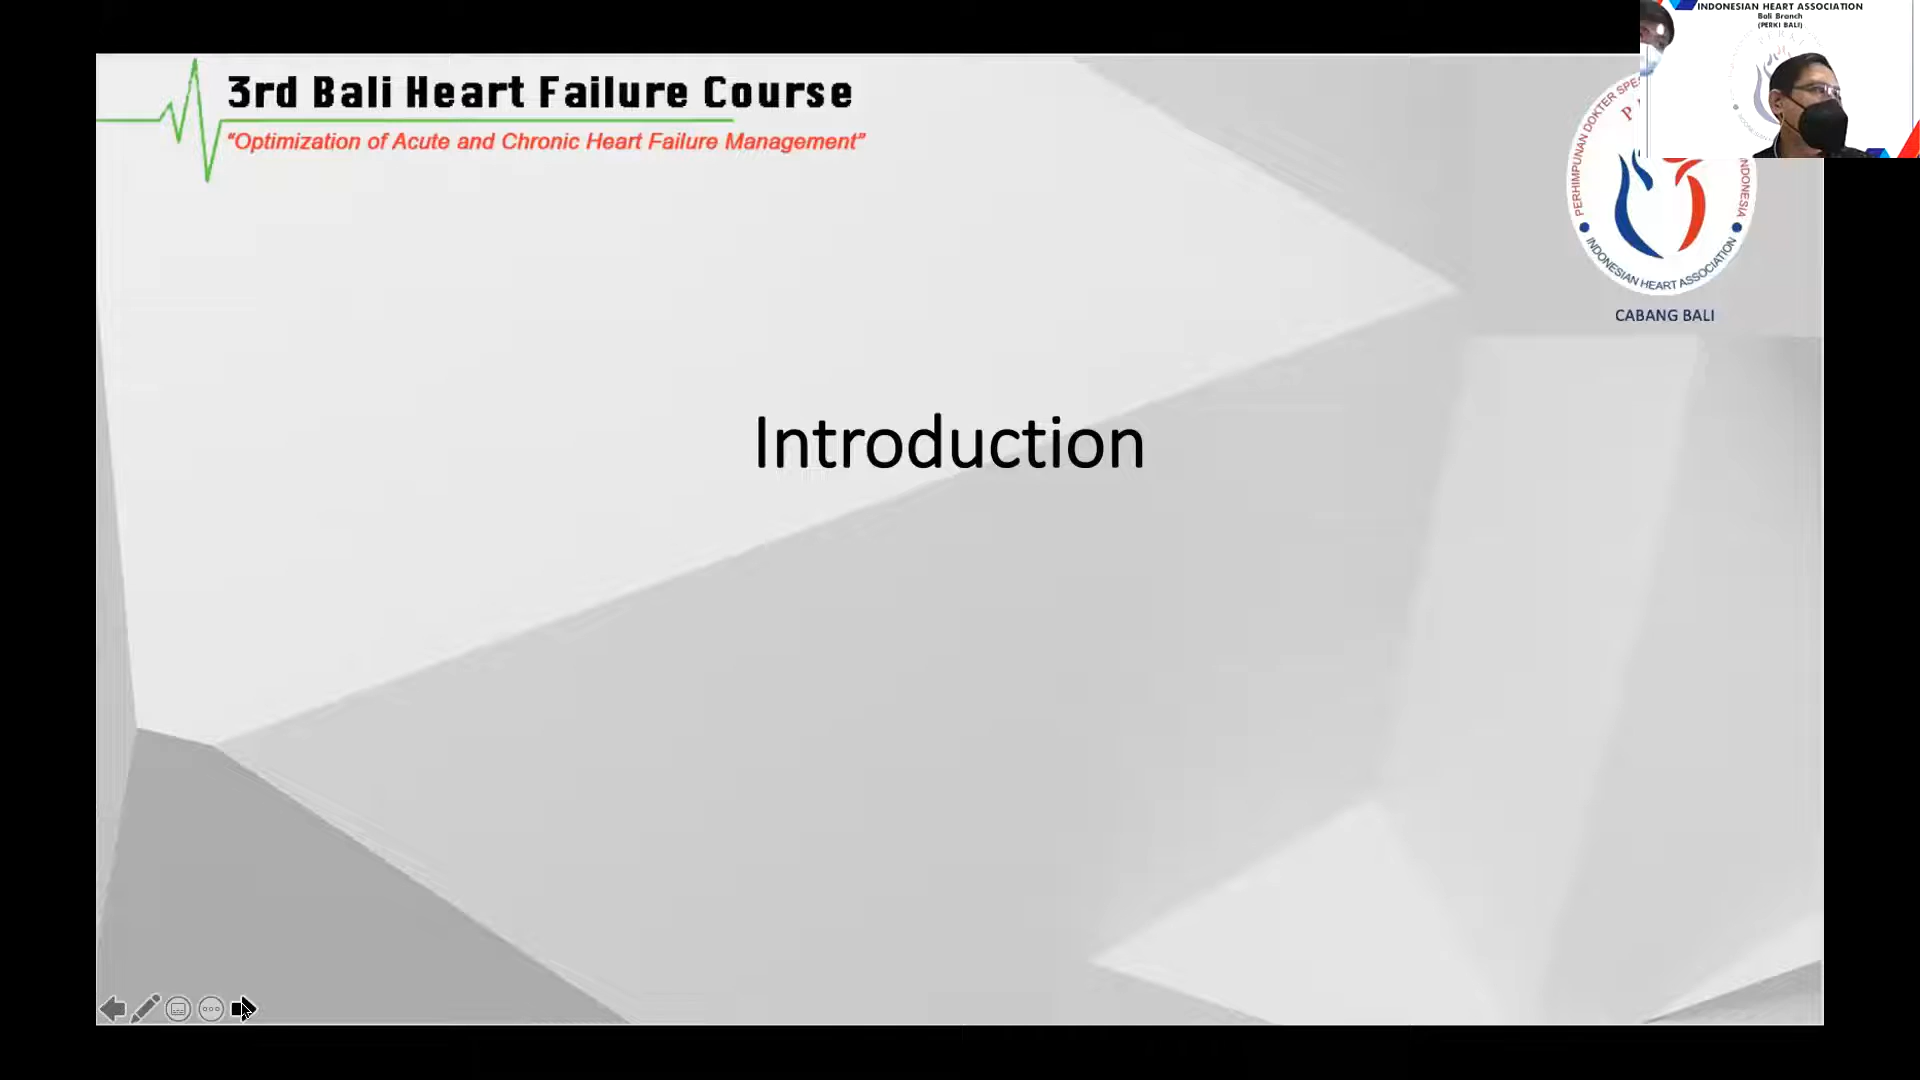 INDONESIAN HEART ASSOCIATION
Bali Branch
(PERKI BALI)
3rd Bali Heart Failure Course
“Optimization of Acute and Chronic Heart Failure Management”
PERHIMPUNAN DOKTER
INDONESIA
INDONESIAN HEART ASSOCIATION
CABANG BALI
Introduction